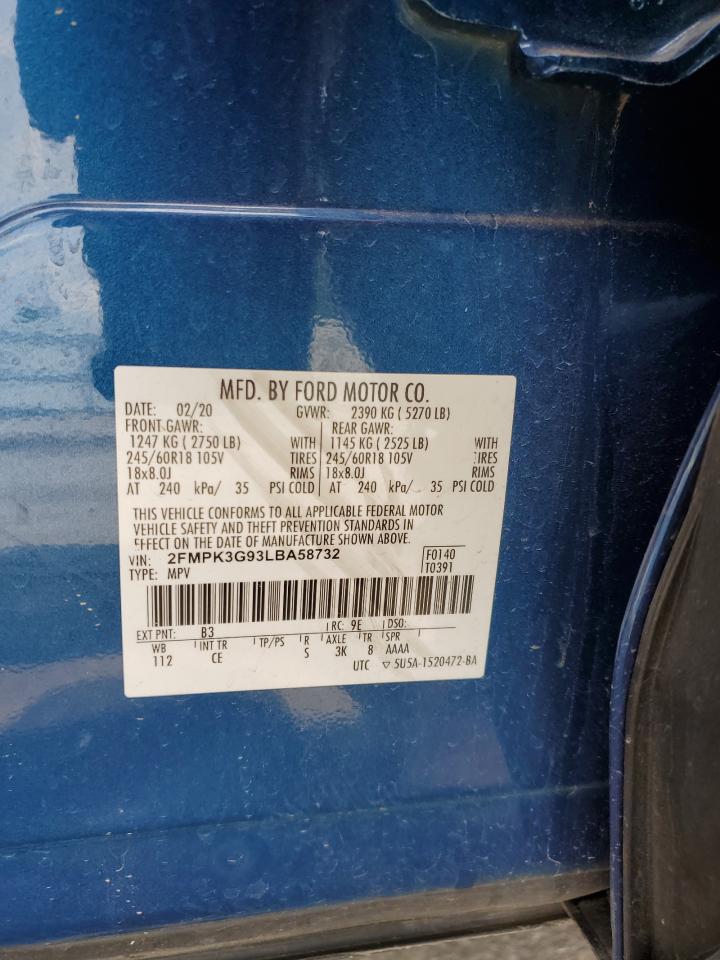 MFD. BY FORD MOTOR CO.
DATE: 02/20 GVWR: 2390 KG ( 5270 LB)
FRONT GAWR: REAR GAWR:
1247 KG ( 2750 LB) WITH 1145 KG ( 2525 LB) WITH
245/60R18 105V TIRES 245/60R18 105V TIRES
18x8.0J RIMS 18x8.0J RIMS
AT 240 kPa/ 35 PSI COLD AT 240 kPa/ 35 PSI COLD
THIS VEHICLE CONFORMS TO ALL APPLICABLE FEDERAL MOTOR
VEHICLE SAFETY AND THEFT PREVENTION STANDARDS IN
EFFECT ON THE DATE OF MANUFACTURE SHOWN ABOVE.
VIN: 2FMPK3G93LBA58732 F0140
TYPE: MPV T0391
EXT PNT: B3 RC: 9E DSO:
WB INT TR TP/PS R AXLE TR SPR
112 CE S 3K 8 AAAA
UTC ▽ 5U5A-1520472-BA